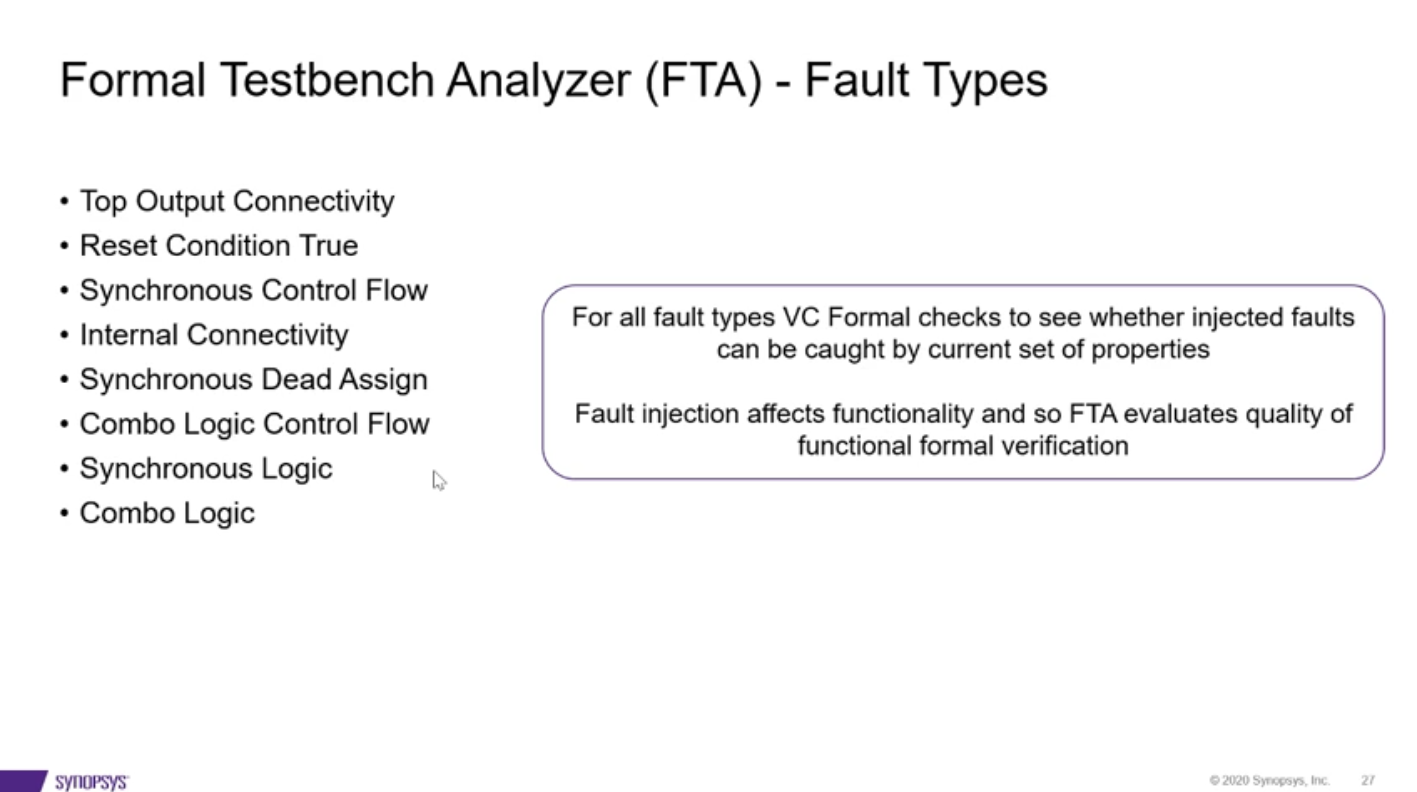 Formal Testbench Analyzer (FTA) - Fault Types
• Top Output Connectivity
• Reset Condition True
• Synchronous Control Flow
• Internal Connectivity
• Synchronous Dead Assign
• Combo Logic Control Flow
• Synchronous Logic
• Combo Logic
For all fault types VC Formal checks to see whether injected faults
can be caught by current set of properties
Fault injection affects functionality and so FTA evaluates quality of
functional formal verification
SYNOPSYS
© 2020 Synopsys, Inc.
27